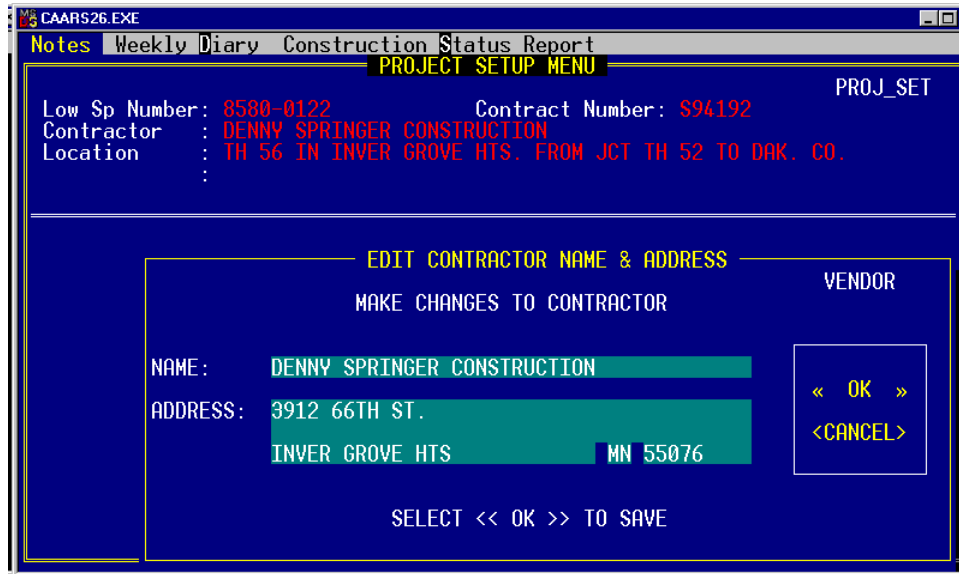 CAARS26.EXE
Notes Weekly Diary Construction Status Report
PROJECT SETUP MENU
PROJ_SET
Low Sp Number: 8580-0122 Contract Number: S94192
Contractor : DENNY SPRINGER CONSTRUCTION
Location : TH 56 IN INVER GROVE HTS. FROM JCT TH 52 TO DAK. CO.
:
EDIT CONTRACTOR NAME & ADDRESS
VENDOR
MAKE CHANGES TO CONTRACTOR
NAME: DENNY SPRINGER CONSTRUCTION
« OK »
ADDRESS: 3912 66TH ST.
<CANCEL>
INVER GROVE HTS MN 55076
SELECT << OK >> TO SAVE